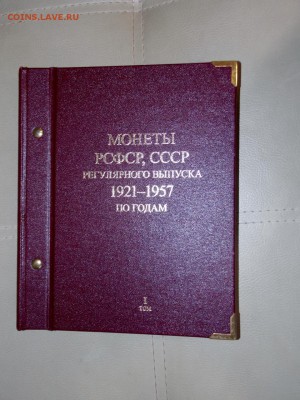 COINS.LAVE.RU
МОНЕТЫ
РСФСР, СССР
РЕГУЛЯРНОГО ВЫПУСКА
1921–1957
ПО ГОДАМ
I
ТОМ